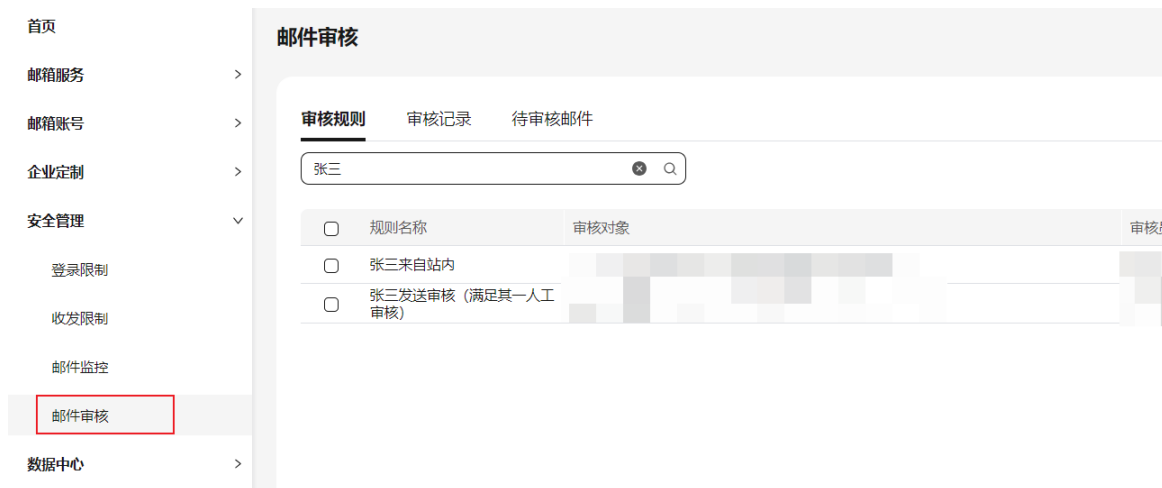 首页
邮箱服务
邮箱账号
企业定制
安全管理
登录限制
收发限制
邮件监控
邮件审核
数据中心
邮件审核
审核规则 审核记录 待审核邮件
张三
规则名称 审核对象 审核
张三来自站内
张三发送审核（满足其一人工
审核）